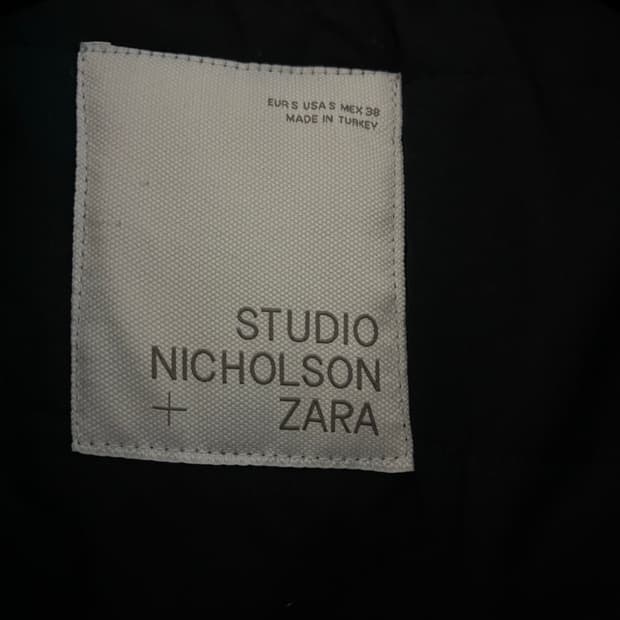 EUR S USA S MEX 38
MADE IN TURKEY
STUDIO
NICHOLSON
+ ZARA